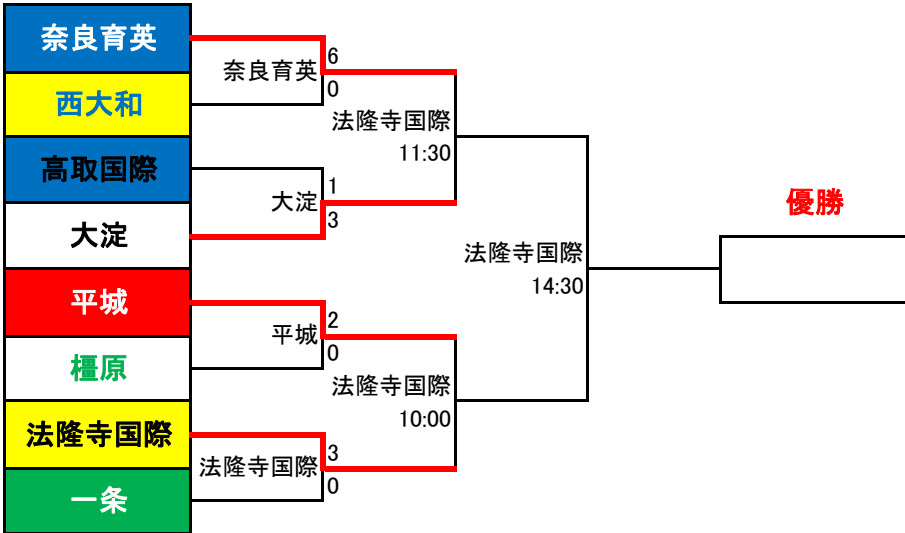 奈良育英
西大和
高取国際
大淀
平城
橿原
法隆寺国際
一条
奈良育英
6
0
大淀
1
3
平城
2
0
法隆寺国際
3
0
法隆寺国際
11:30
法隆寺国際
10:00
法隆寺国際
14:30
優勝